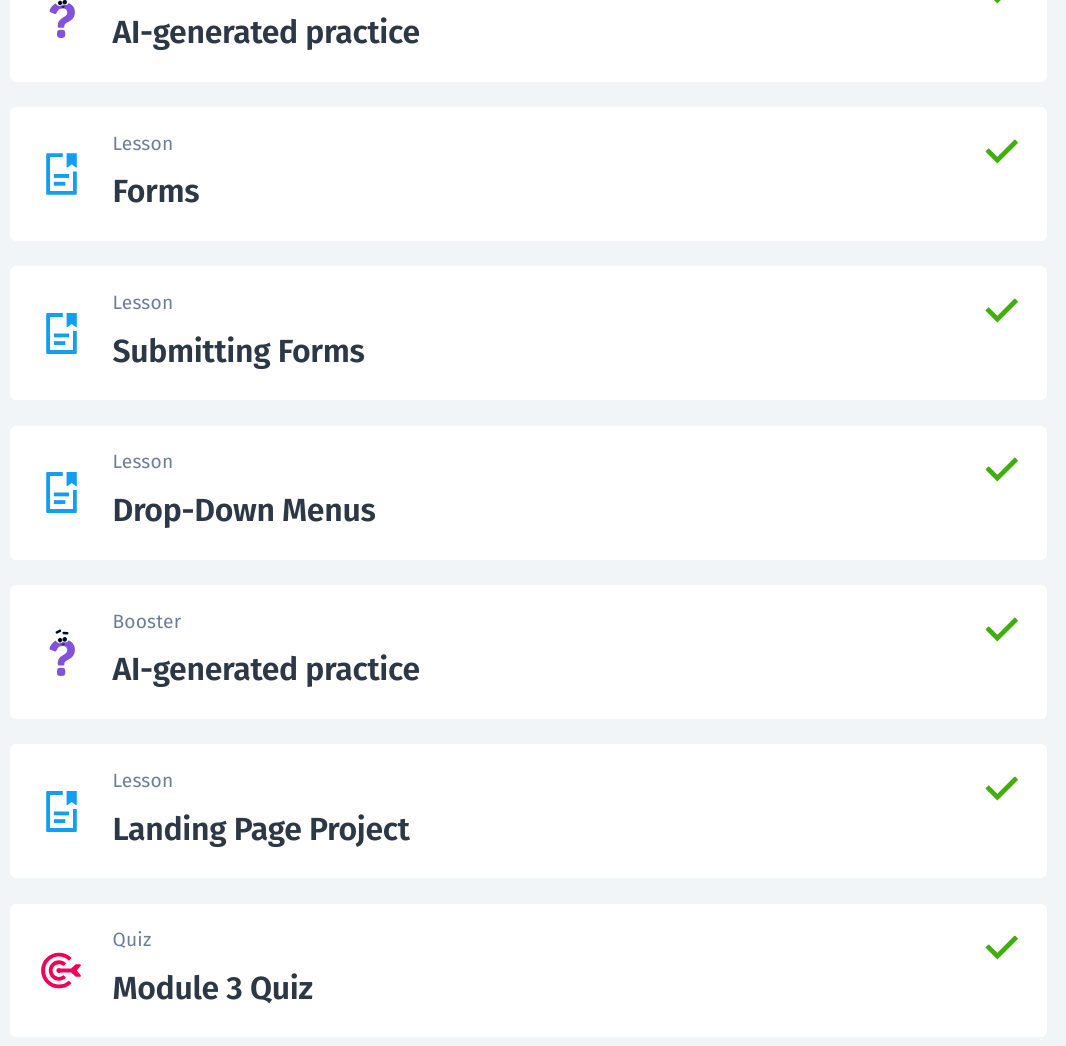 AI-generated practice
Lesson
Forms
Lesson
Submitting Forms
Lesson
Drop-Down Menus
Booster
AI-generated practice
Lesson
Landing Page Project
Quiz
Module 3 Quiz